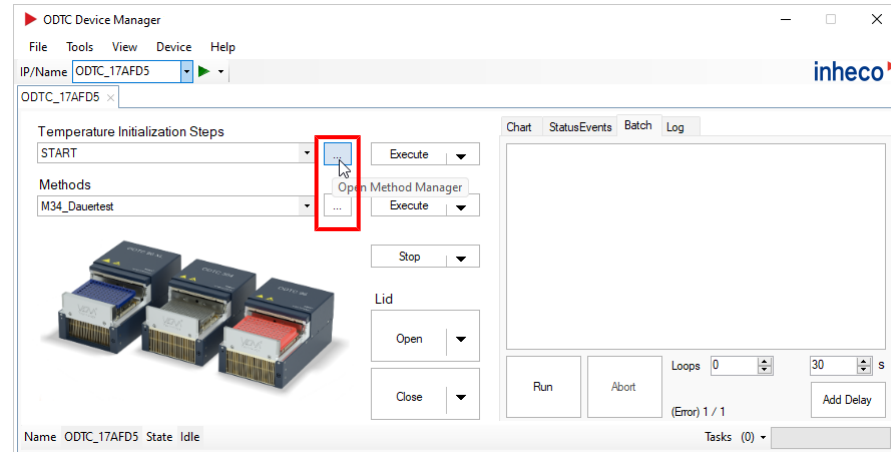 ODTC Device Manager
File Tools View Device Help
IP/Name ODTC_17AFD5
inheco
ODTC_17AFD5
Temperature Initialization Steps
START
...
Execute
Open Method Manager
Methods
M34_Dauertest
...
Execute
Stop
Lid
Open
Close
Chart StatusEvents Batch Log
Run
Abort
Loops 0
30 s
(Error) 1 / 1
Add Delay
Name ODTC_17AFD5 State Idle
Tasks (0)